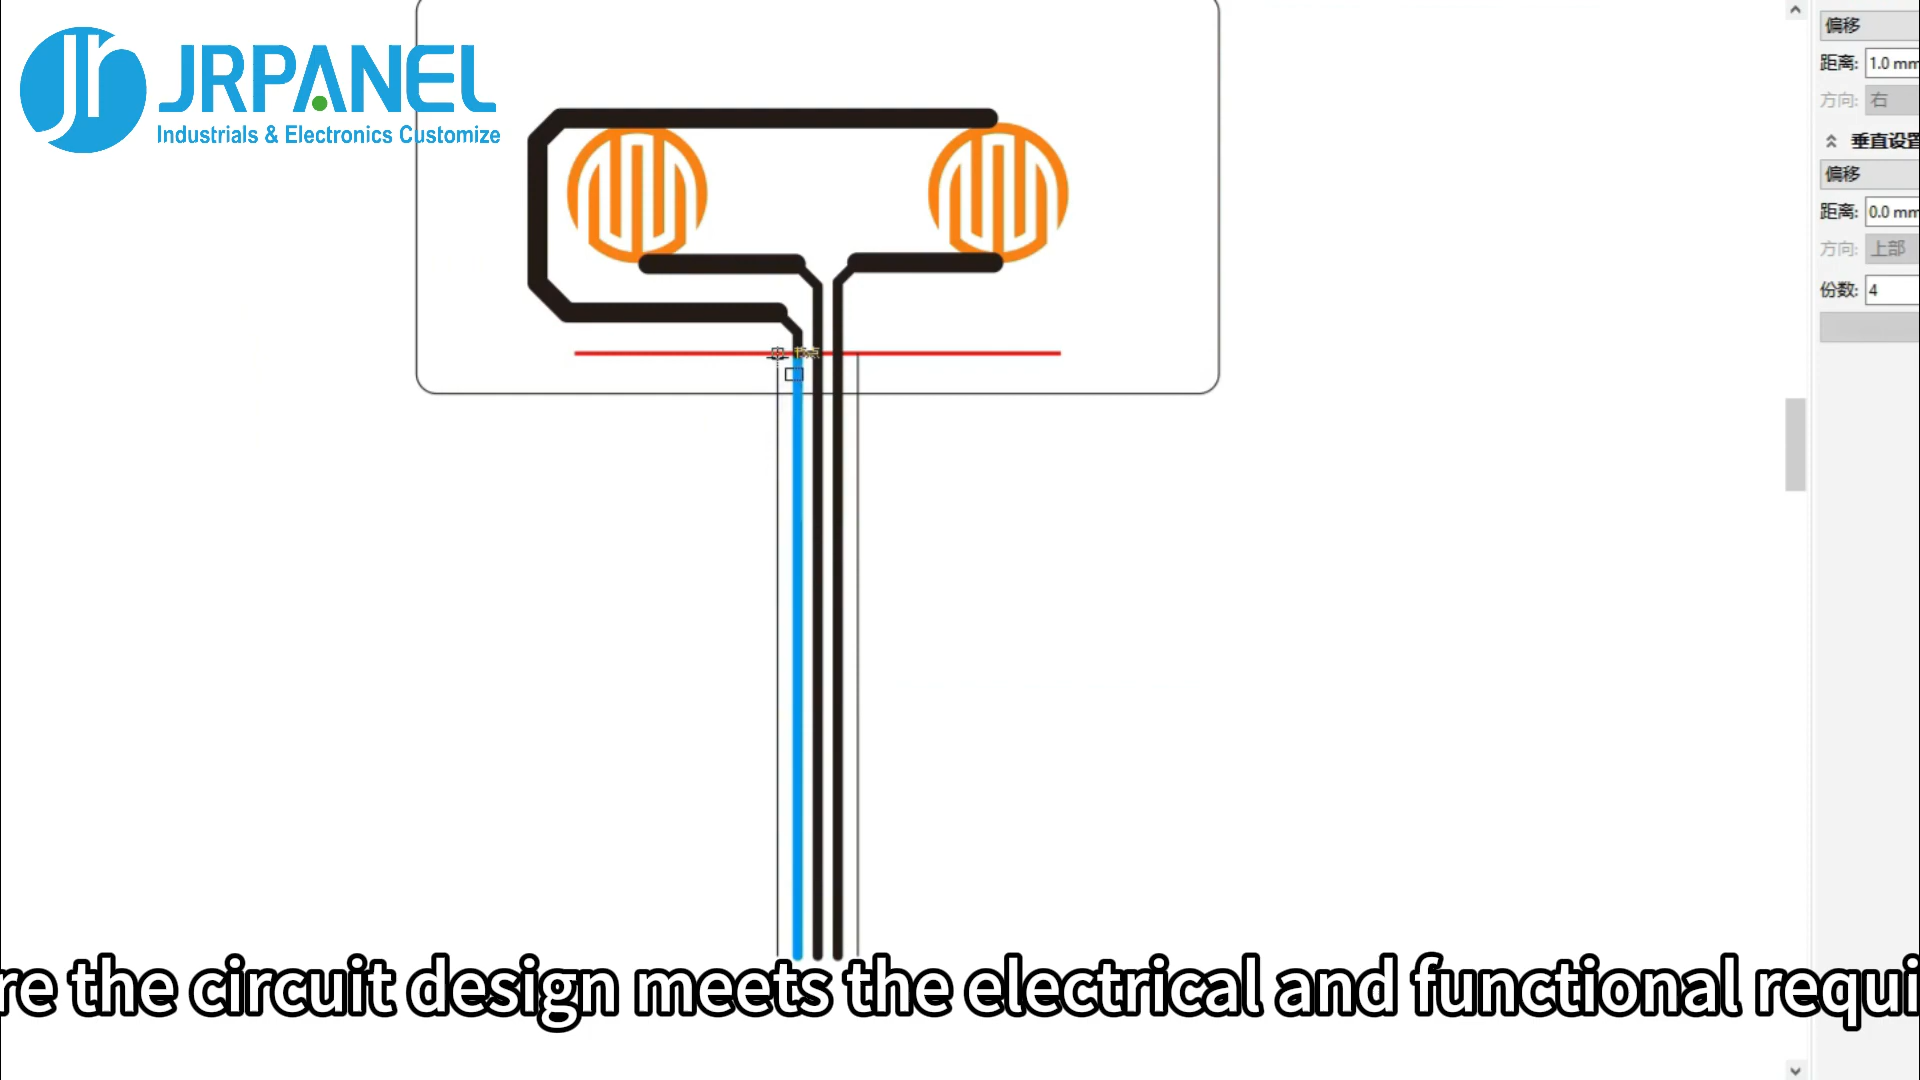 JRPANEL
Industrials & Electronics Customize
偏移
距离: 1.0 mm
方向: 右
垂直设置
偏移
距离: 0.0 mm
方向: 上部
份数: 4
节点
re the circuit design meets the electrical and functional requi